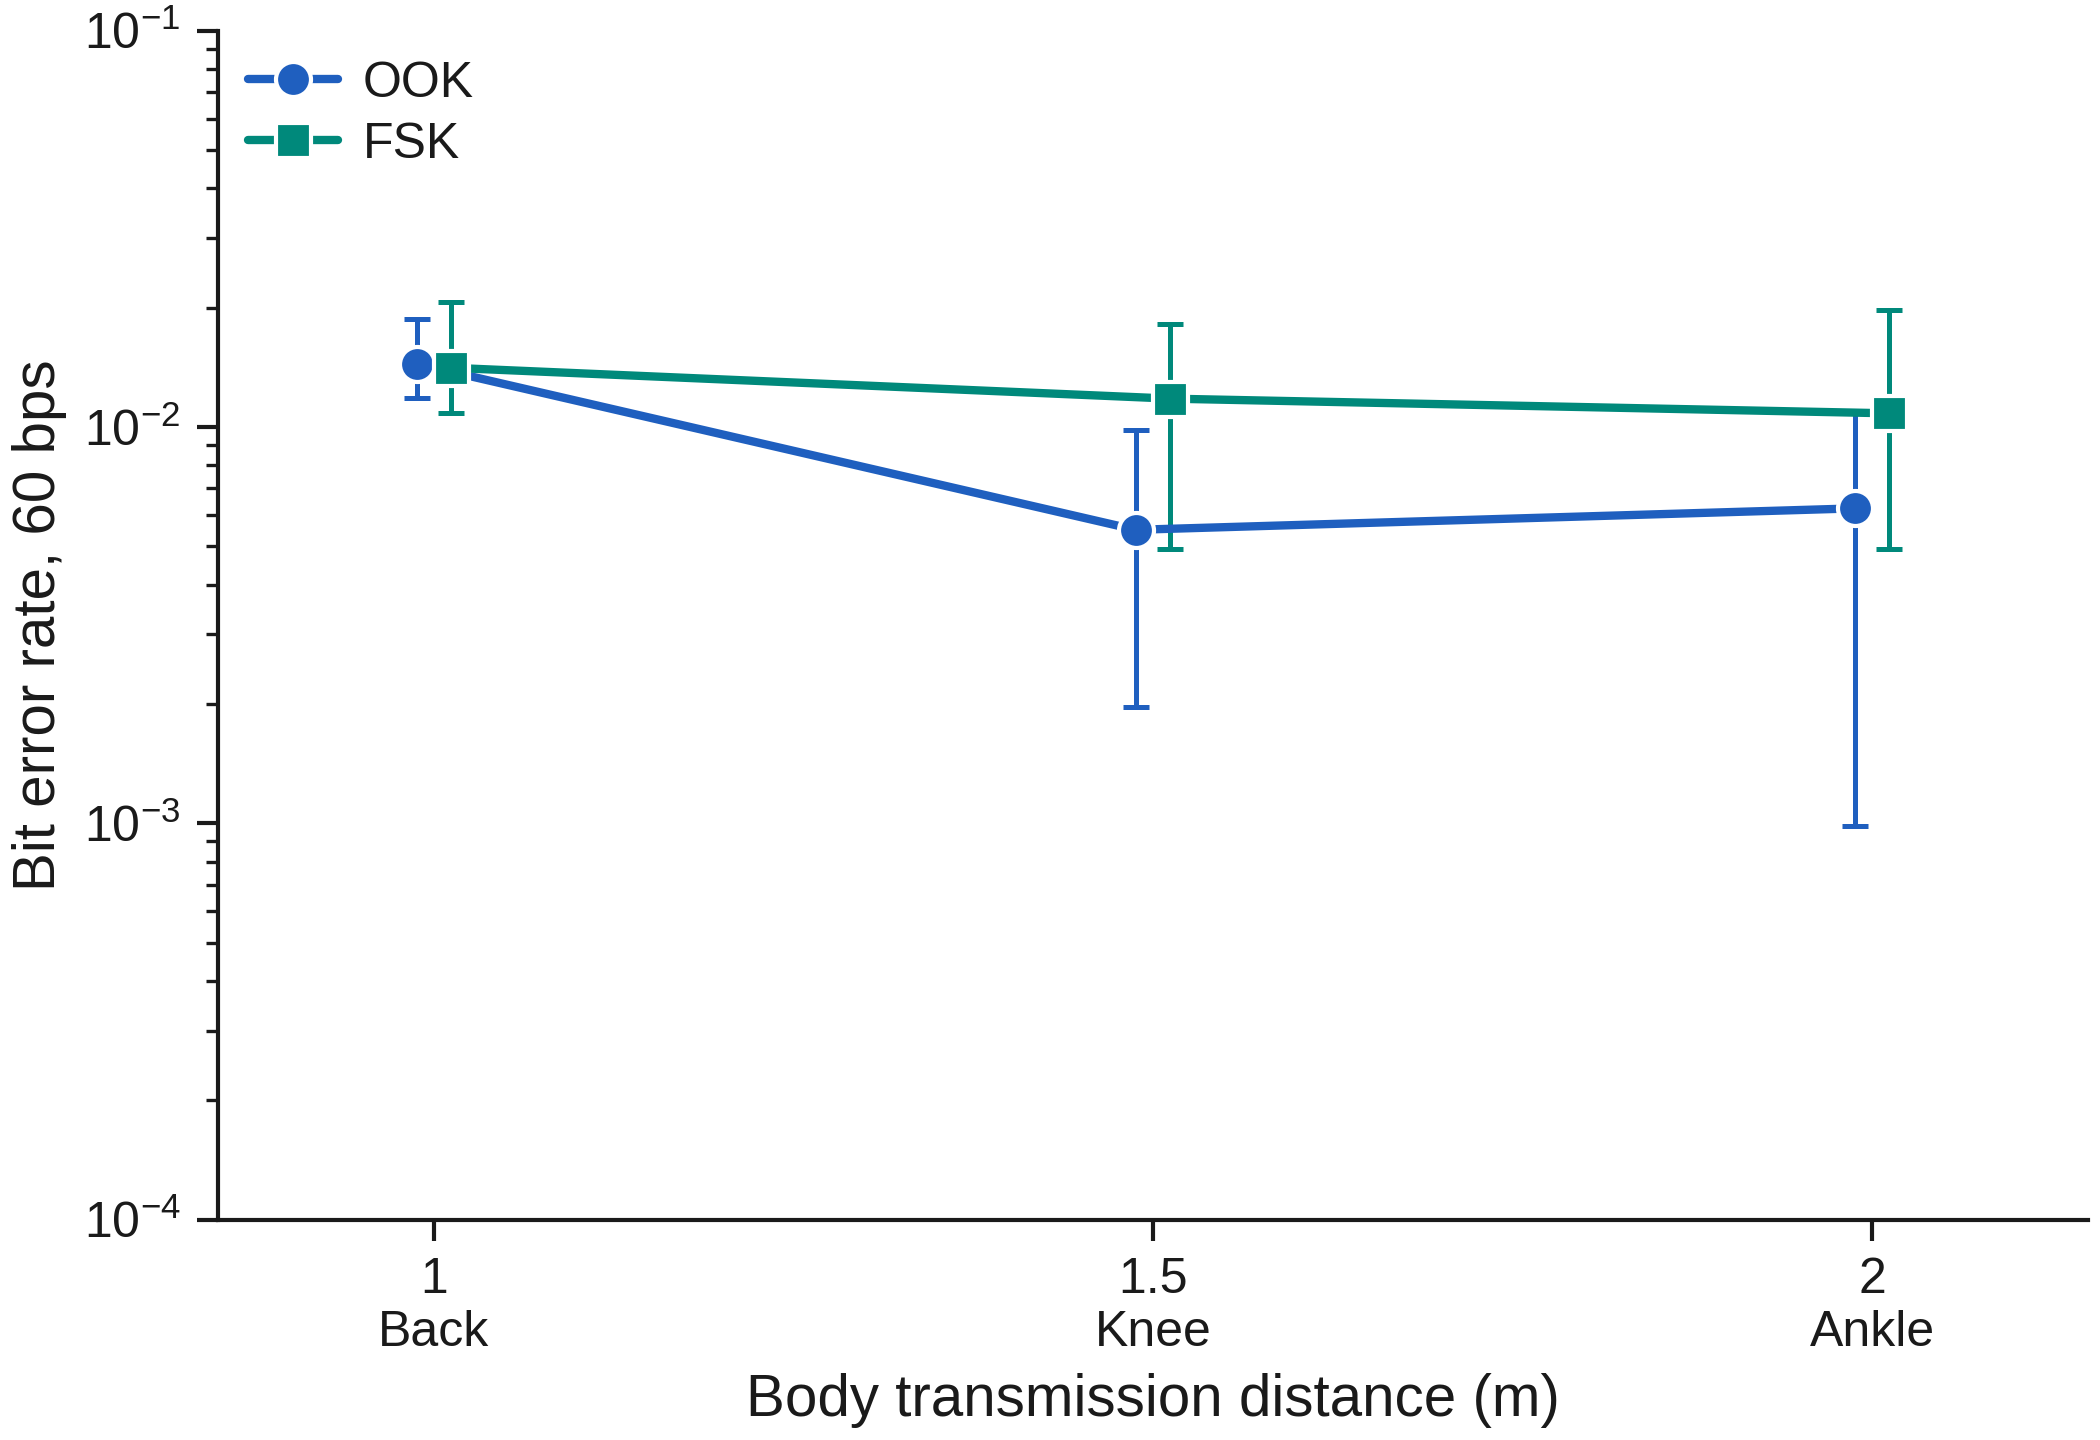 10⁻¹
OOK
FSK
10⁻²
10⁻³
10⁻⁴
Bit error rate, 60 bps
1
Back
1.5
Knee
2
Ankle
Body transmission distance (m)